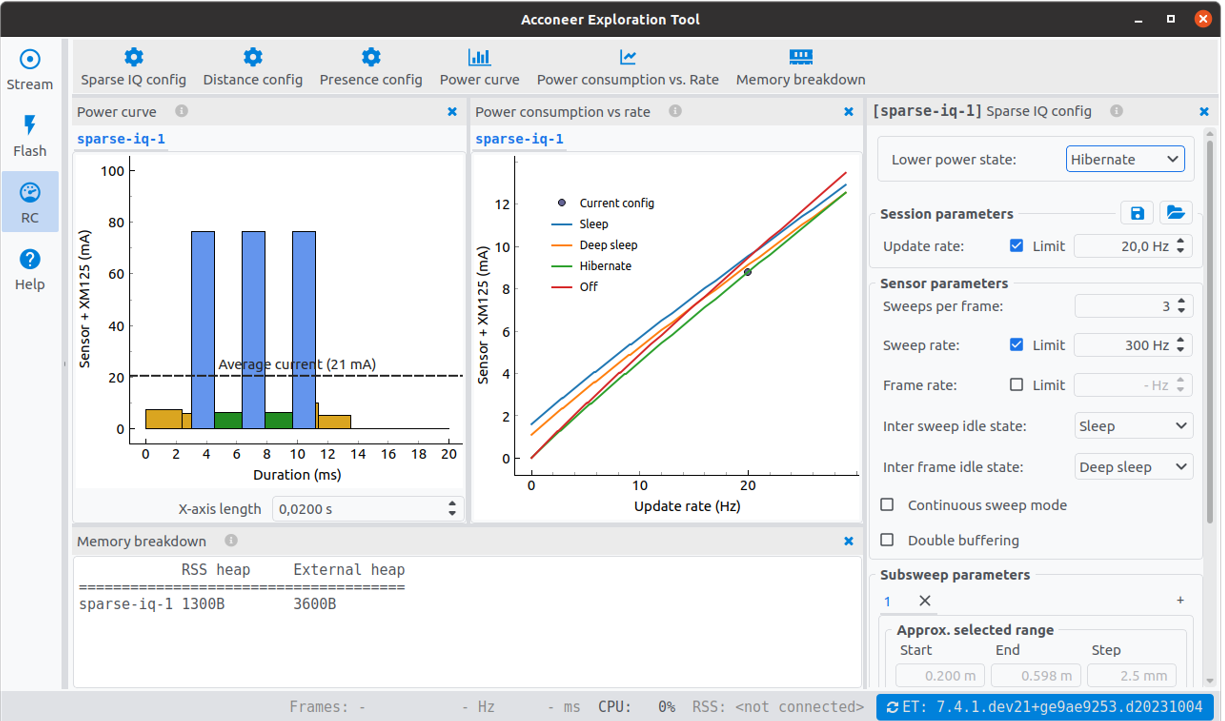 Acconeer Exploration Tool
Stream
Flash
RC
Help
Sparse IQ config
Distance config
Presence config
Power curve
Power consumption vs. Rate
Memory breakdown
Power curve
sparse-iq-1
Sensor + XM125 (mA)
100
80
60
40
20
0
Average current (21 mA)
0 2 4 6 8 10 12 14 16 18 20
Duration (ms)
X-axis length 0,0200 s
Power consumption vs rate
sparse-iq-1
Sensor + XM125 (mA)
12
10
8
6
4
2
0
Current config
Sleep
Deep sleep
Hibernate
Off
0 10 20
Update rate (Hz)
Memory breakdown
RSS heap External heap
======================================
sparse-iq-1 1300B 3600B
[sparse-iq-1] Sparse IQ config
Lower power state: Hibernate
Session parameters
Update rate: Limit 20,0 Hz
Sensor parameters
Sweeps per frame: 3
Sweep rate: Limit 300 Hz
Frame rate: Limit - Hz
Inter sweep idle state: Sleep
Inter frame idle state: Deep sleep
Continuous sweep mode
Double buffering
Subsweep parameters
1 +
Approx. selected range
Start End Step
0.200 m 0.598 m 2.5 mm
Frames: - - Hz - ms CPU: 0% RSS: <not connected> ET: 7.4.1.dev21+ge9ae9253.d20231004